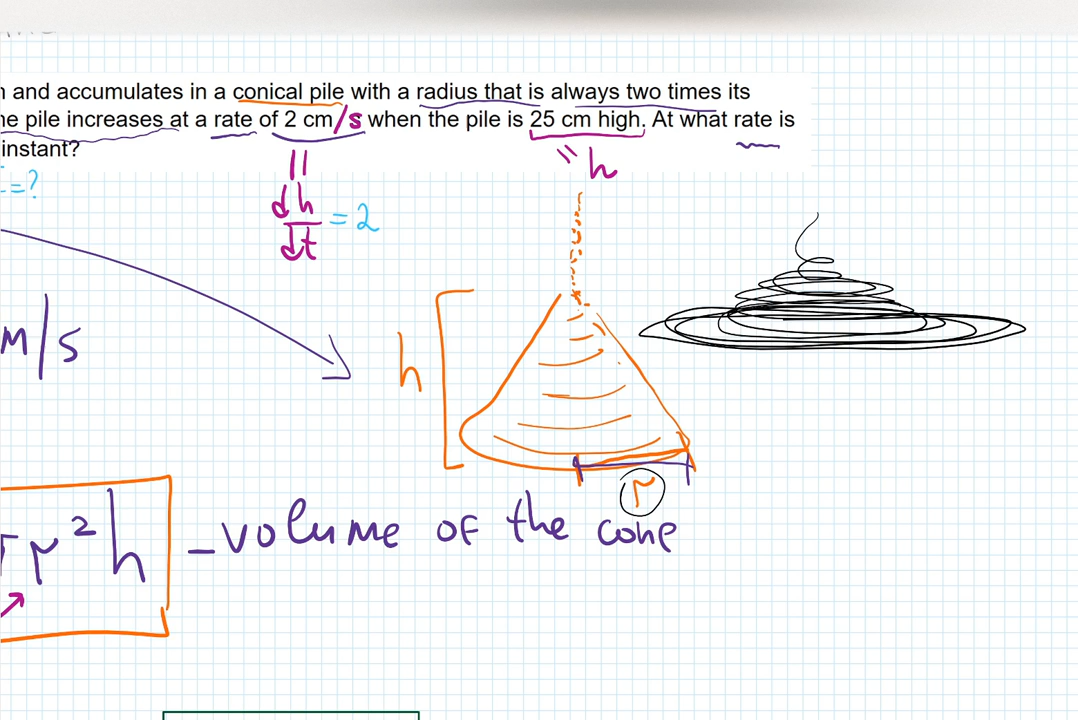 and accumulates in a conical pile with a radius that is always two times its
pile increases at a rate of 2 cm/s when the pile is 25 cm high. At what rate is
instant?
= ?
= h
dh/dt = 2
m/s
h
r
r² h - volume of the cone